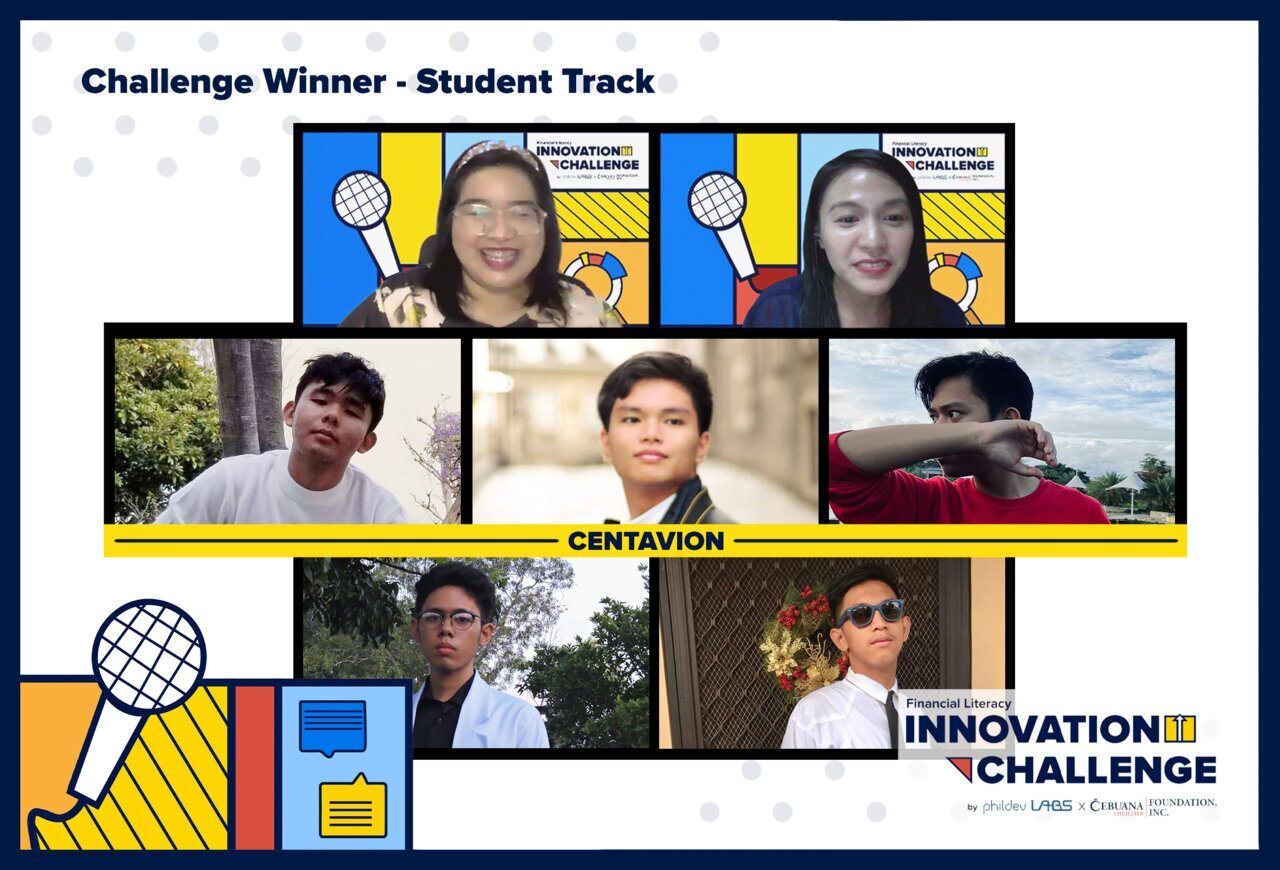 Challenge Winner - Student Track
Financial Literacy
INNOVATION
CHALLENGE
Financial Literacy
INNOVATION
CHALLENGE
CENTAVION
Financial Literacy
INNOVATION
CHALLENGE
by phildev LABS X CEBUANA LHUILLIER FOUNDATION, INC.